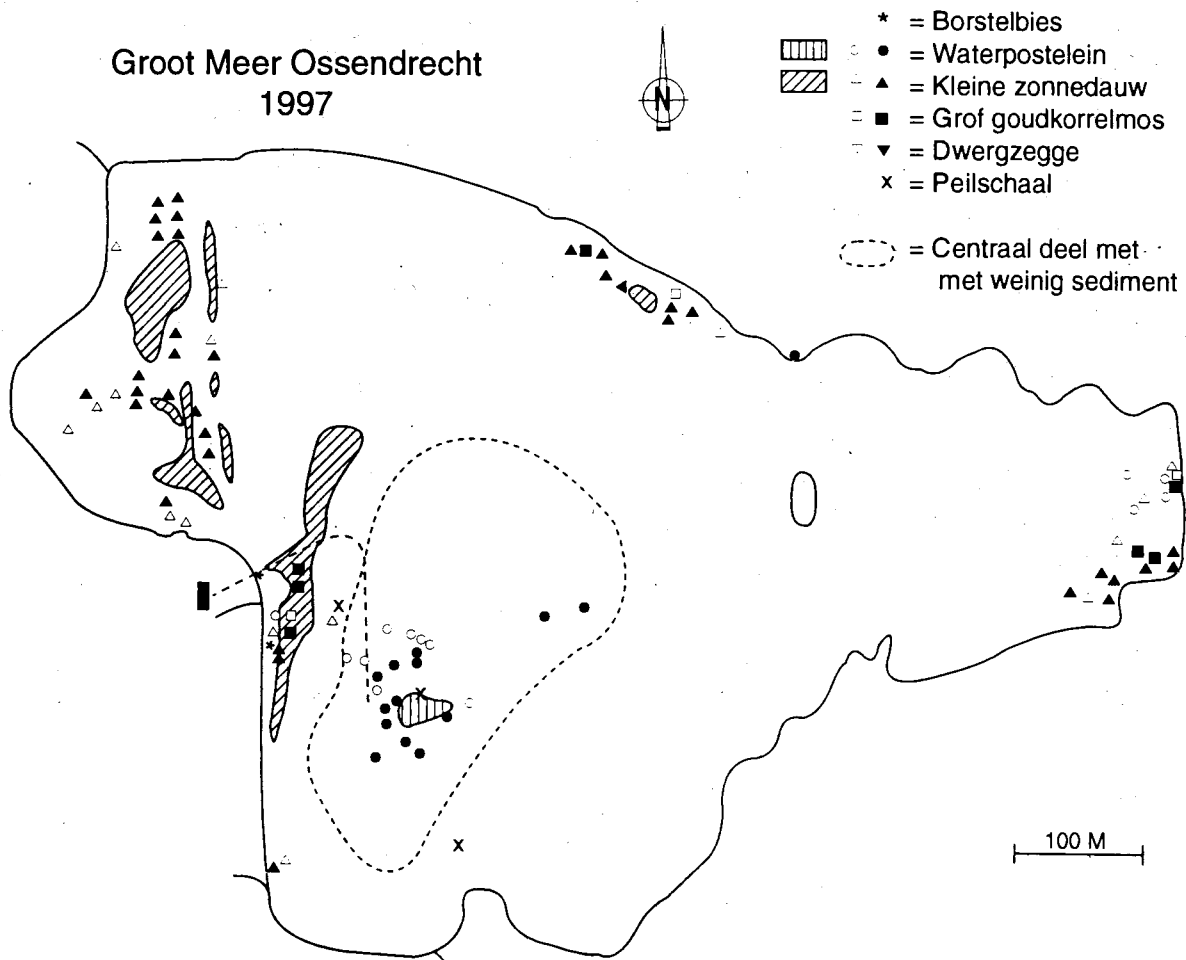 Groot Meer Ossendrecht
1997
N
* = Borstelbies
= Waterpostelein
= Kleine zonnedauw
= Grof goudkorrelmos
= Dwergzegge
x = Peilschaal
= Centraal deel met
met weinig sediment
x
x
x
100 M